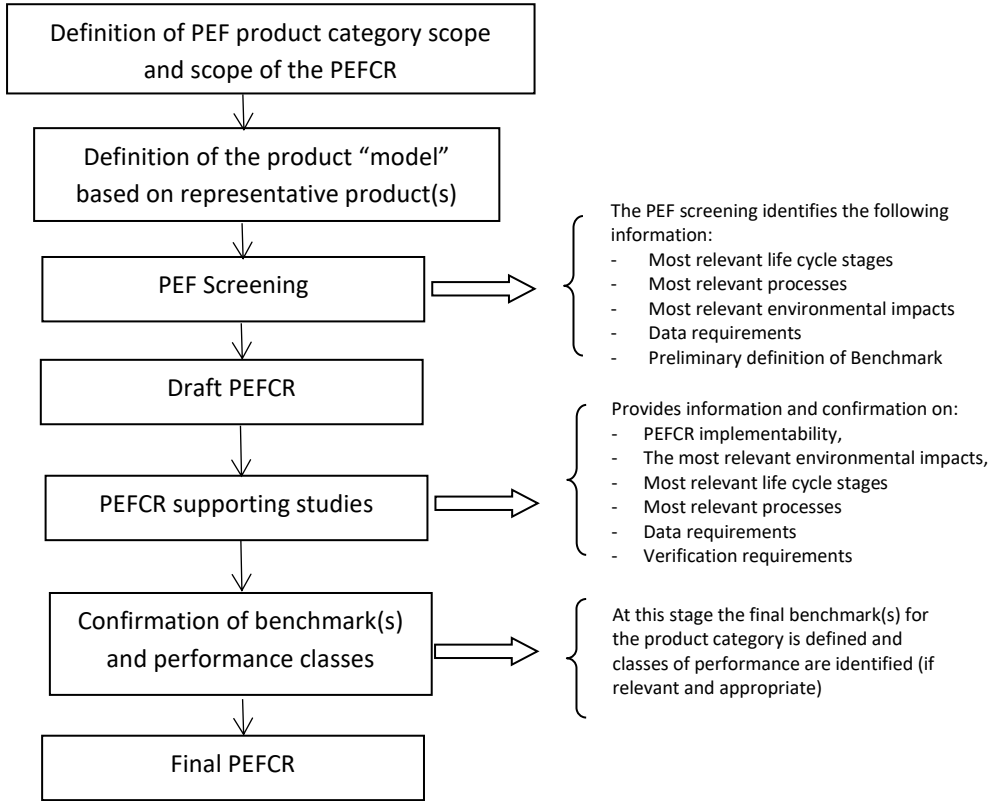 Definition of PEF product category scope
and scope of the PEFCR
Definition of the product “model”
based on representative product(s)
PEF Screening
The PEF screening identifies the following
information:
- Most relevant life cycle stages
- Most relevant processes
- Most relevant environmental impacts
- Data requirements
- Preliminary definition of Benchmark
Draft PEFCR
PEFCR supporting studies
Provides information and confirmation on:
- PEFCR implementability,
- The most relevant environmental impacts,
- Most relevant life cycle stages
- Most relevant processes
- Data requirements
- Verification requirements
Confirmation of benchmark(s)
and performance classes
At this stage the final benchmark(s) for
the product category is defined and
classes of performance are identified (if
relevant and appropriate)
Final PEFCR